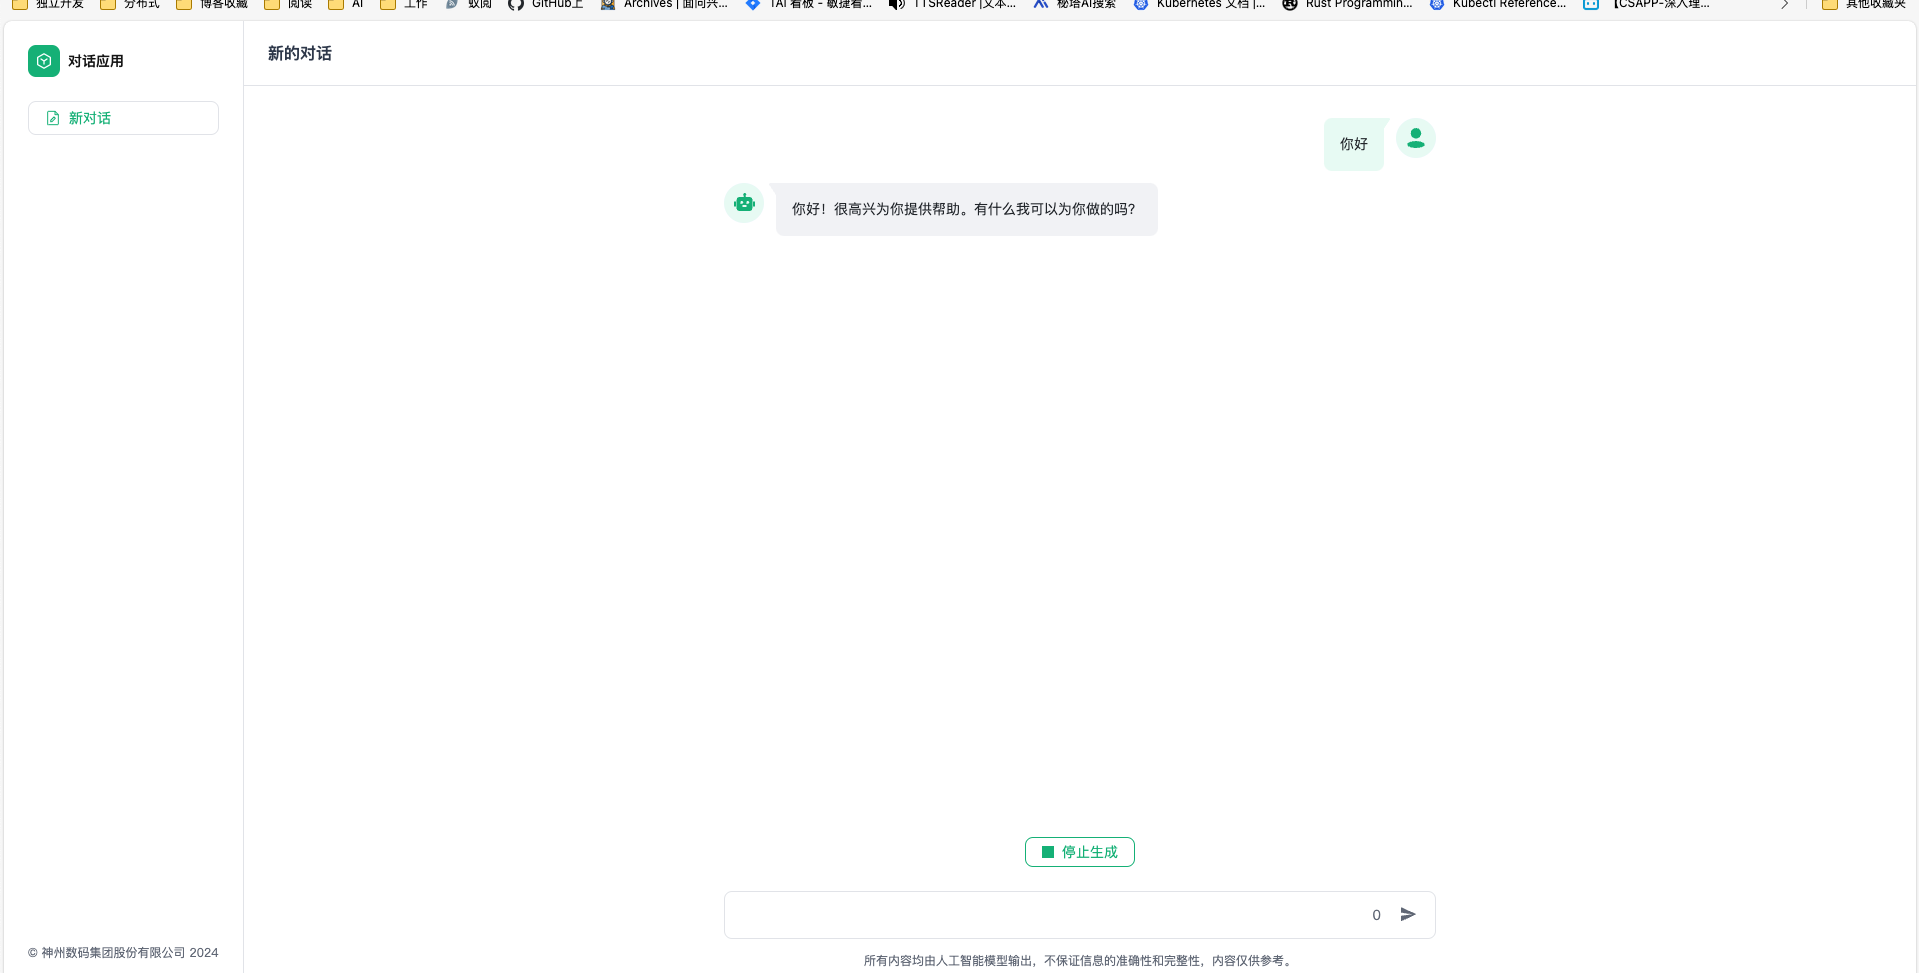 独立开发 分布式 博客收藏 阅读 AI 工作 蚁阅 GitHub上 Archives | 面向兴... TAI 看板 - 敏捷看... TTSReader |文本... 秘塔AI搜索 Kubernetes 文档 |... Rust Programmin... Kubectl Reference... 【CSAPP-深入理... 其他收藏夹
对话应用
新的对话
新对话
你好
你好！很高兴为你提供帮助。有什么我可以为你做的吗？
停止生成
0
© 神州数码集团股份有限公司 2024
所有内容均由人工智能模型输出，不保证信息的准确性和完整性，内容仅供参考。